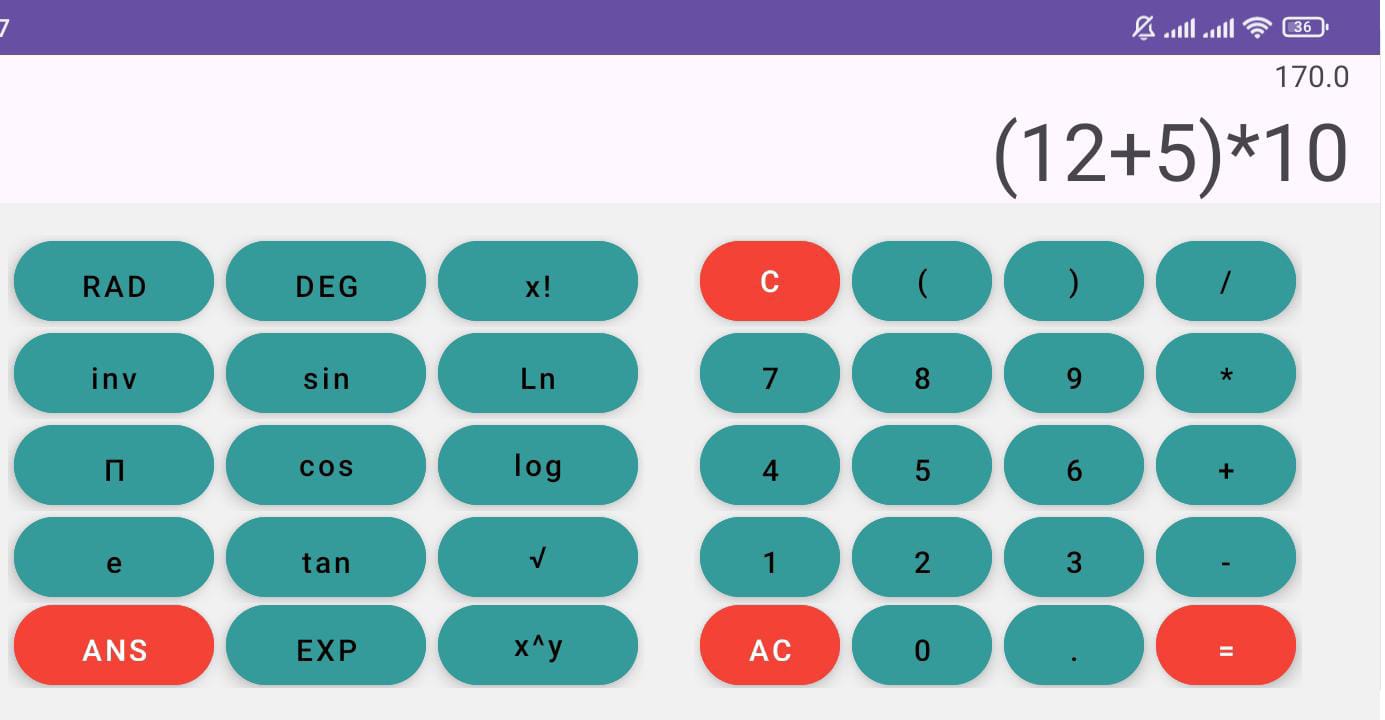 7 36
170.0
(12+5)*10
RAD DEG x! C ( ) /
inv sin Ln 7 8 9 *
Π cos log 4 5 6 +
e tan √ 1 2 3 -
ANS EXP x^y AC 0 . =